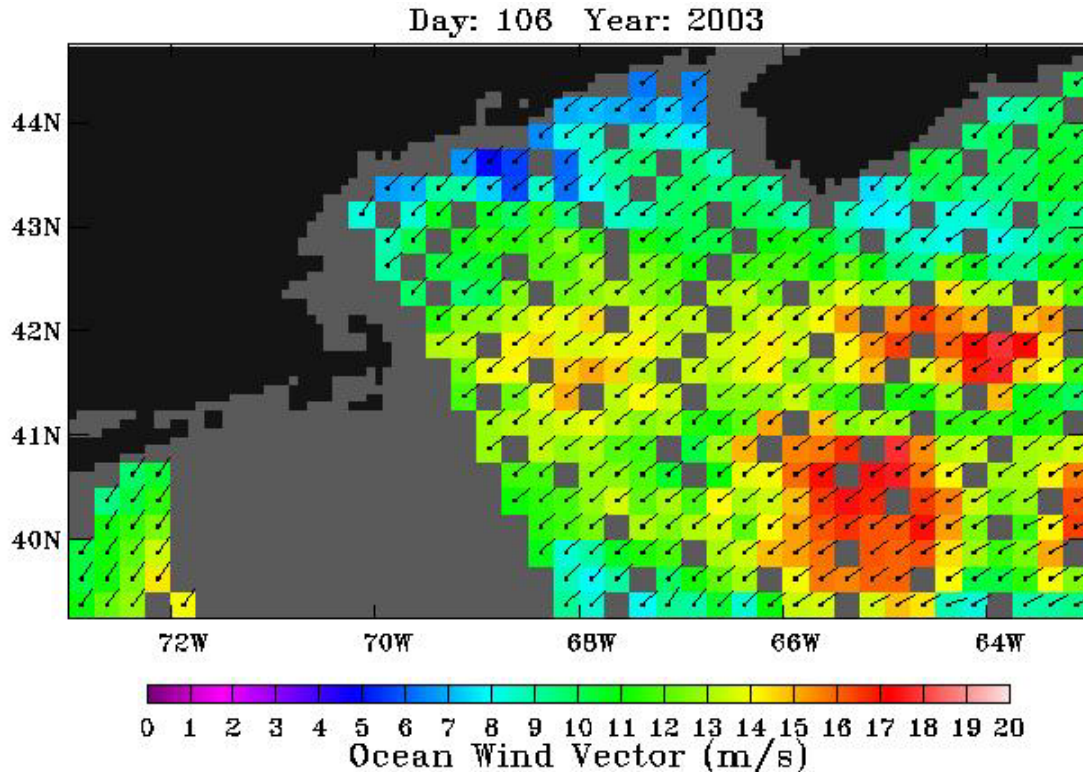 Day: 106 Year: 2003
44N
43N
42N
41N
40N
72W 70W 68W 66W 64W
0 1 2 3 4 5 6 7 8 9 10 11 12 13 14 15 16 17 18 19 20
Ocean Wind Vector (m/s)